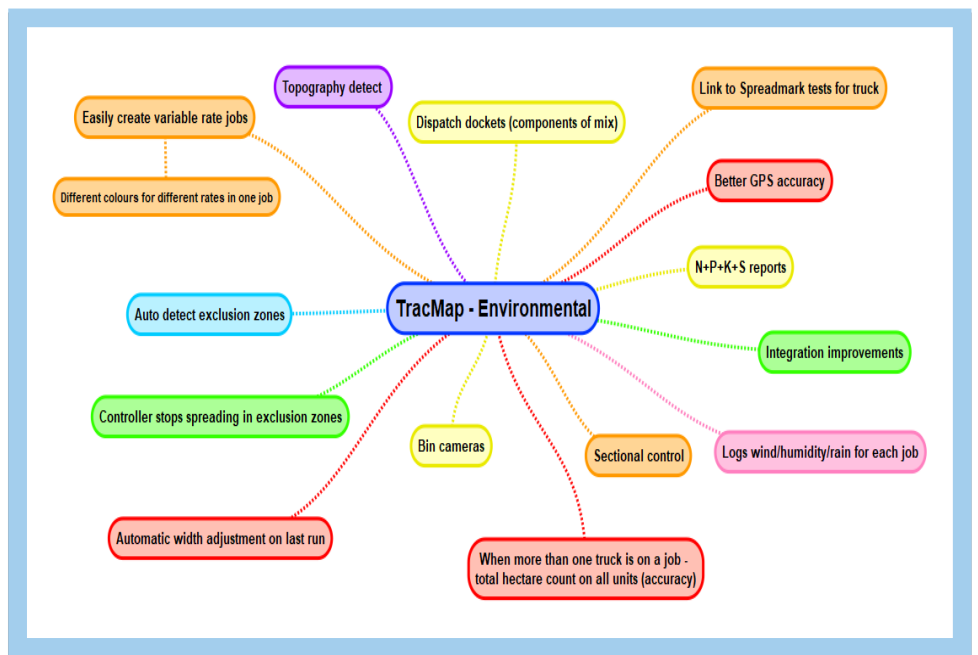 Topography detect
Link to Spreadmark tests for truck
Easily create variable rate jobs
Dispatch dockets (components of mix)
Better GPS accuracy
Different colours for different rates in one job
N+P+K+S reports
TracMap - Environmental
Auto detect exclusion zones
Integration improvements
Controller stops spreading in exclusion zones
Bin cameras
Sectional control
Logs wind/humidity/rain for each job
Automatic width adjustment on last run
When more than one truck is on a job -
total hectare count on all units (accuracy)